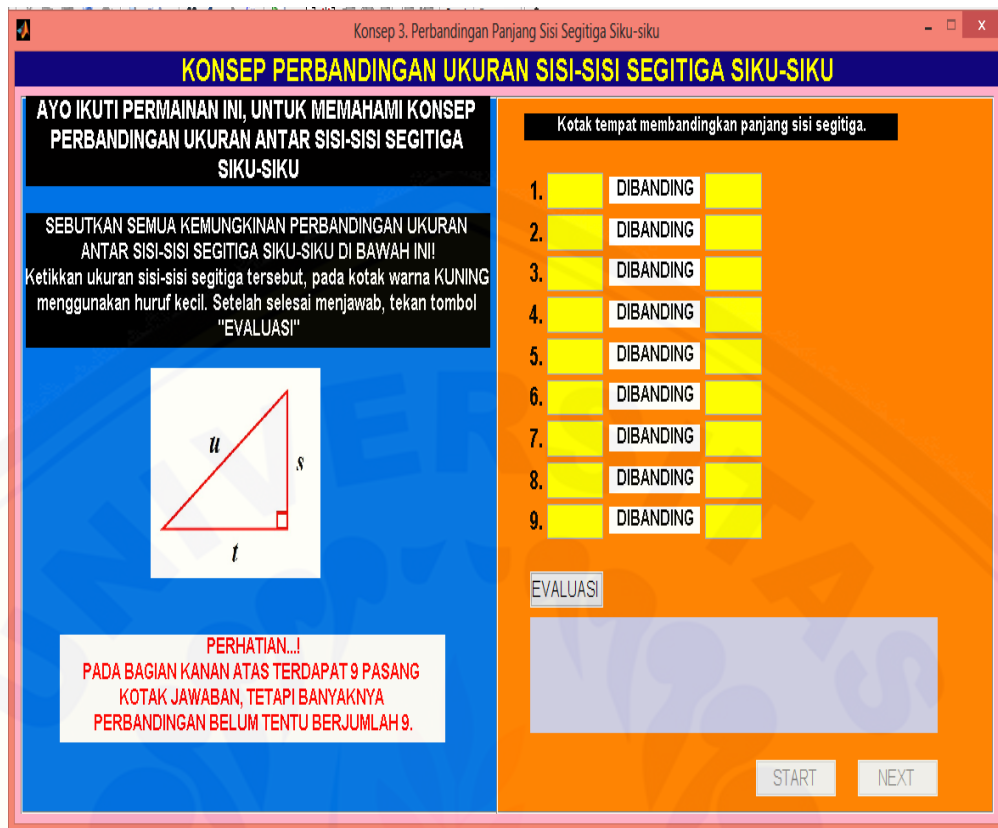 Konsep 3. Perbandingan Panjang Sisi Segitiga Siku-siku
KONSEP PERBANDINGAN UKURAN SISI-SISI SEGITIGA SIKU-SIKU
AYO IKUTI PERMAINAN INI, UNTUK MEMAHAMI KONSEP
PERBANDINGAN UKURAN ANTAR SISI-SISI SEGITIGA
SIKU-SIKU
SEBUTKAN SEMUA KEMUNGKINAN PERBANDINGAN UKURAN
ANTAR SISI-SISI SEGITIGA SIKU-SIKU DI BAWAH INI!
Ketikkan ukuran sisi-sisi segitiga tersebut, pada kotak warna KUNING
menggunakan huruf kecil. Setelah selesai menjawab, tekan tombol
"EVALUASI"
u
s
t
PERHATIAN...!
PADA BAGIAN KANAN ATAS TERDAPAT 9 PASANG
KOTAK JAWABAN, TETAPI BANYAKNYA
PERBANDINGAN BELUM TENTU BERJUMLAH 9.
Kotak tempat membandingkan panjang sisi segitiga.
1. DIBANDING
2. DIBANDING
3. DIBANDING
4. DIBANDING
5. DIBANDING
6. DIBANDING
7. DIBANDING
8. DIBANDING
9. DIBANDING
EVALUASI
START NEXT